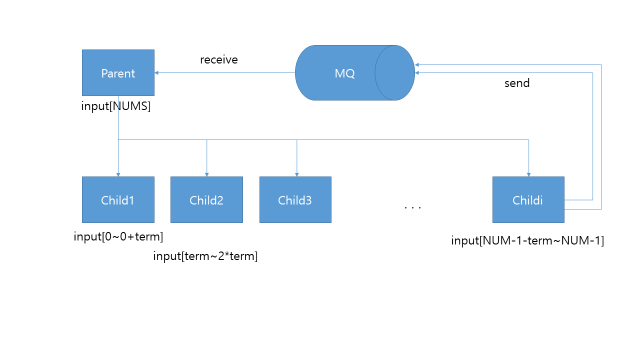 receive
Parent
MQ
send
input[NUMS]
Child1
Child2
Child3
. . .
Childi
input[0~0+term]
input[NUM-1-term~NUM-1]
input[term~2*term]